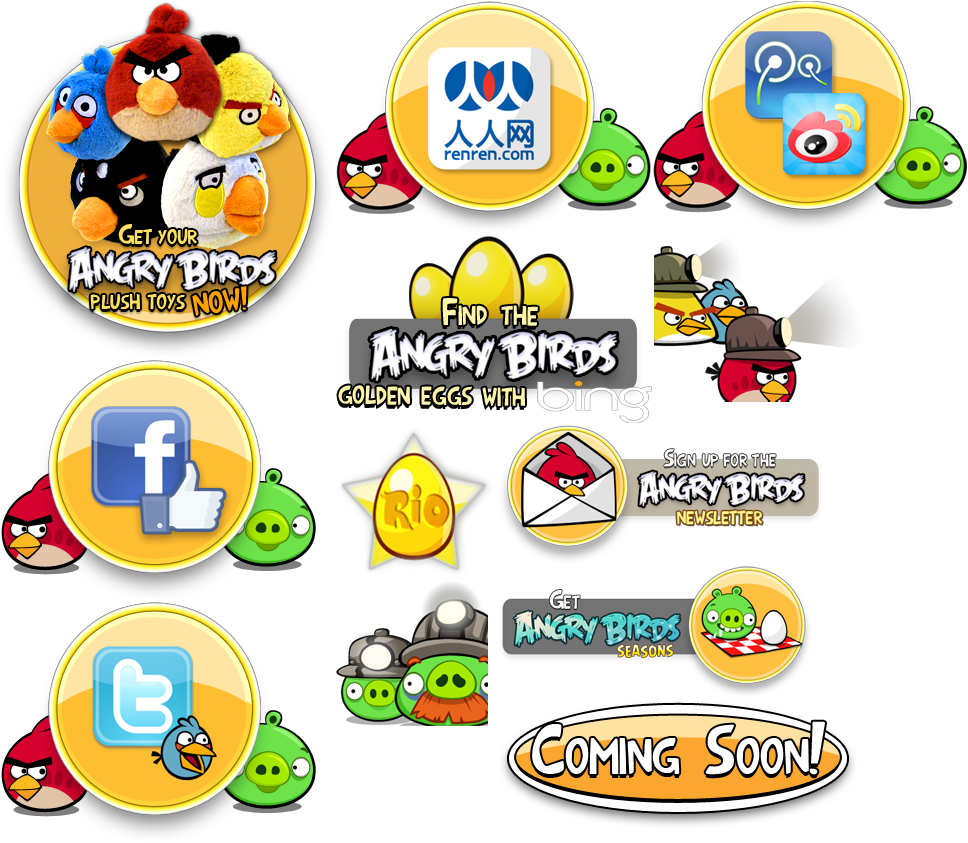 GET YOUR
ANGRY BIRDS
PLUSH TOYS NOW!
人人网
renren.com
FIND THE
ANGRY BIRDS
GOLDEN EGGS WITH bing
f
Rio
SIGN UP FOR THE
ANGRY BIRDS
NEWSLETTER
GET
ANGRY BIRDS
SEASONS
t
COMING SOON!